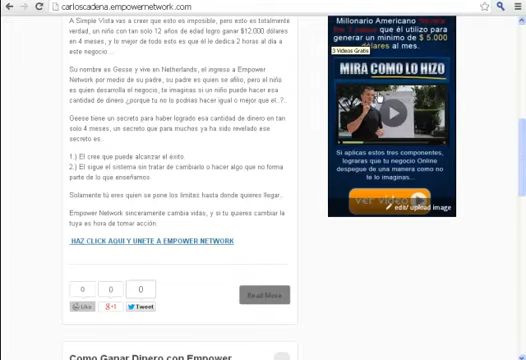 carloscadena.empowernetwork.com
A Simple Vista vas a creer que esto es imposible, pero esto es totalmente
verdad, un niño con tan solo 12 años de edad logro ganar $12.000 dólares
en 4 meses, y lo mejor de todo esto es que él le dedica 2 horas al día a
este negocio...
Su nombre es Geese y vive en Netherlands, el ingreso a Empower
Network por medio de su padre, su padre es quien se afilio, pero el niño
es quien desarrolla el negocio, te imaginas si un niño puede hacer esa
cantidad de dinero ¿porque tu no la podrías hacer igual o mejor que el..?.
Geese tiene un secreto para haber logrado esa cantidad de dinero en tan
solo 4 meses, un secreto que para muchos ya ha sido revelado ese
secreto es..
1.) El cree que puede alcanzar el éxito.
2.) El sigue el sistema sin tratar de cambiarlo o hacer algo que no forma
parte de lo que enseñamos.
Solamente tú eres quien se pone los limites hasta donde quieres llegar...
Empower Network sinceramente cambia vidas, y si tu quieres cambiar la
tuya es hora de tomar acción.
HAZ CLICK AQUI Y UNETE A EMPOWER NETWORK
0
0
0
Like
+1
Tweet
Read More
Como Ganar Dinero con Empower
Millonario Americano
que él utilizo para
generar un minimo de $ 5.000
dólares al mes.
3 Videos Gratis
MIRA COMO LO HIZO
Si aplicas estos tres componentes,
lograras que tu negocio Online
despegue de una manera como
no te lo imaginas...
ver video
edit/ upload image